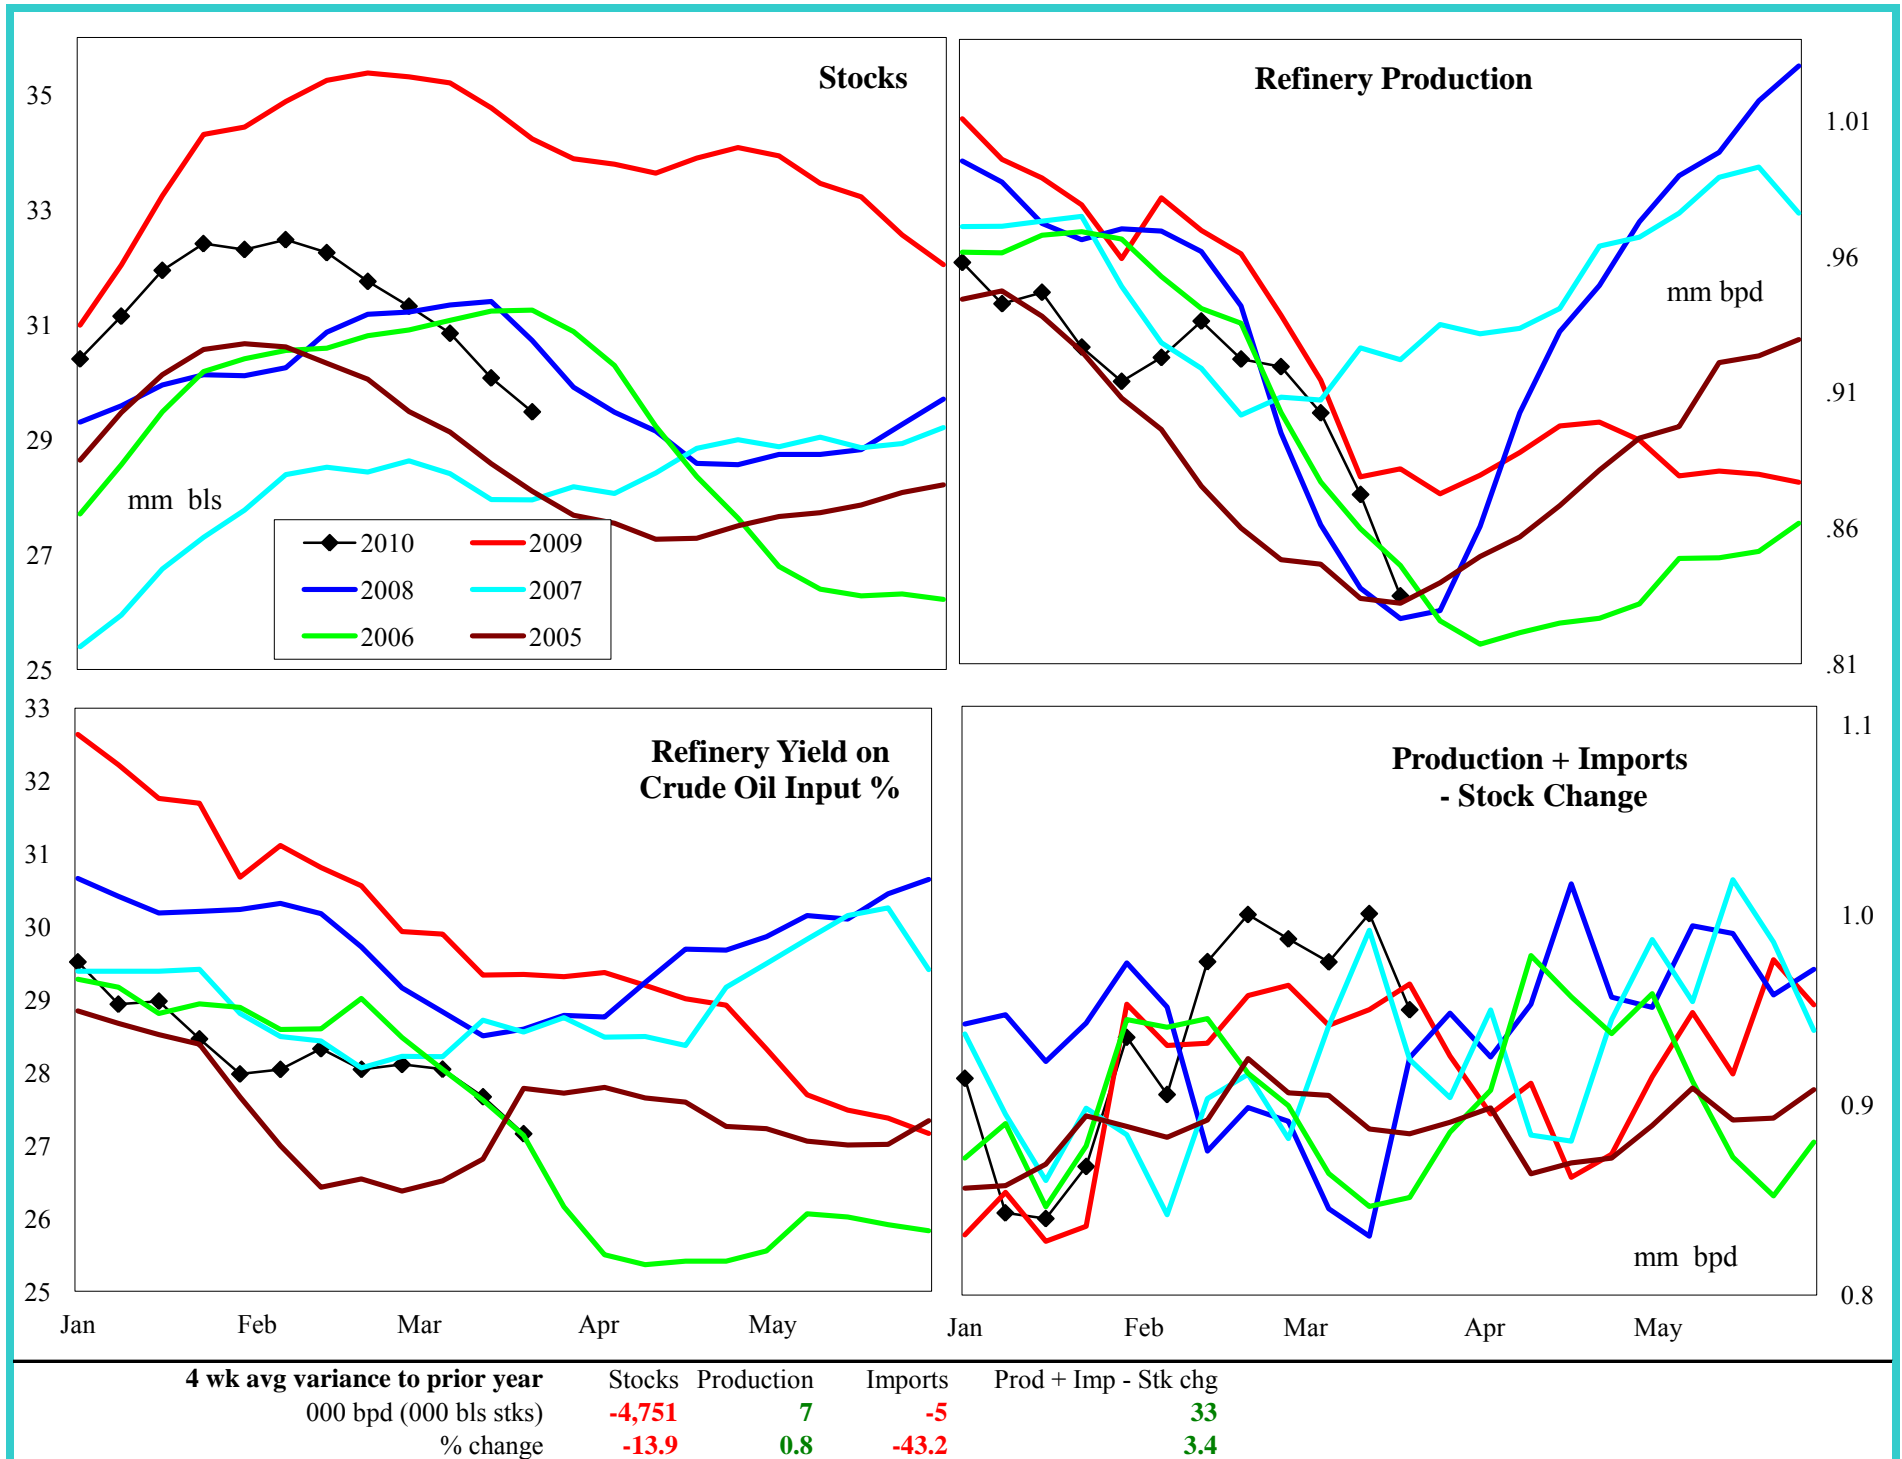 Stocks
35
33
31
29
27
25
mm bls
2010
2009
2008
2007
2006
2005
Refinery Production
1.01
.96
.91
.86
.81
mm bpd
Refinery Yield on
Crude Oil Input %
33
32
31
30
29
28
27
26
25
Jan Feb Mar Apr May
Production + Imports
- Stock Change
1.1
1.0
0.9
0.8
mm bpd
Jan Feb Mar Apr May
4 wk avg variance to prior year Stocks Production Imports Prod + Imp - Stk chg
000 bpd (000 bls stks) -4,751 7 -5 33
% change -13.9 0.8 -43.2 3.4